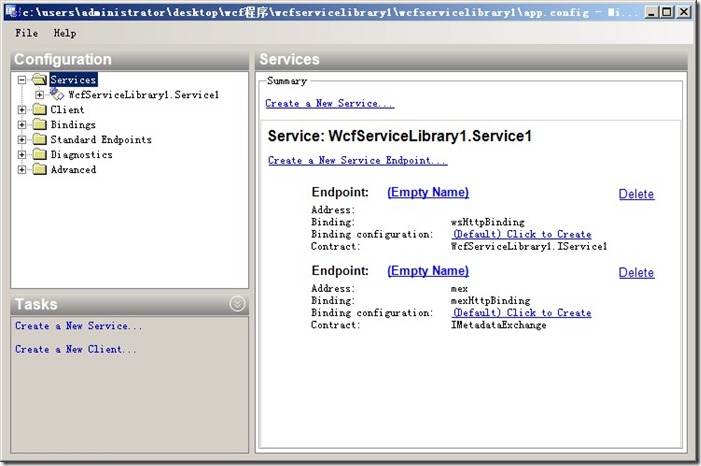 c:\users\administrator\desktop\wcf程序\wcfservicelibrary1\wcfservicelibrary1\app.config - Mi...
File Help
Configuration
Services
WcfServiceLibrary1.Service1
Client
Bindings
Standard Endpoints
Diagnostics
Advanced
Tasks
Create a New Service...
Create a New Client...
Services
Summary
Create a New Service...
Service: WcfServiceLibrary1.Service1
Create a New Service Endpoint...
Endpoint: (Empty Name) Delete
Address:
Binding: wsHttpBinding
Binding configuration: (Default) Click to Create
Contract: WcfServiceLibrary1.IService1
Endpoint: (Empty Name) Delete
Address: mex
Binding: mexHttpBinding
Binding configuration: (Default) Click to Create
Contract: IMetadataExchange